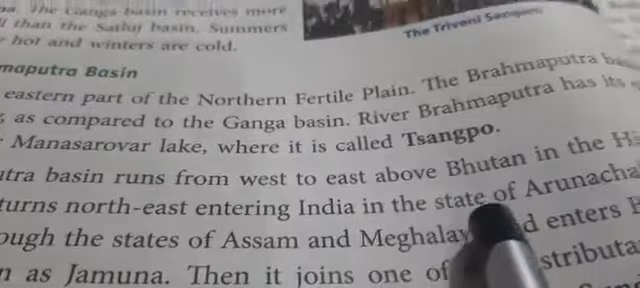 The Ganga basin receives more
than the Satluj basin. Summers
hot and winters are cold.
The Triveni Sangam
maputra Basin
eastern part of the Northern Fertile Plain. The Brahmaputra
as compared to the Ganga basin. River Brahmaputra has its
Manasarovar lake, where it is called Tsangpo.
utra basin runs from west to east above Bhutan in the
turns north-east entering India in the state of Arunacha
ough the states of Assam and Meghalay d enters
n as Jamuna. Then it joins one of stributa